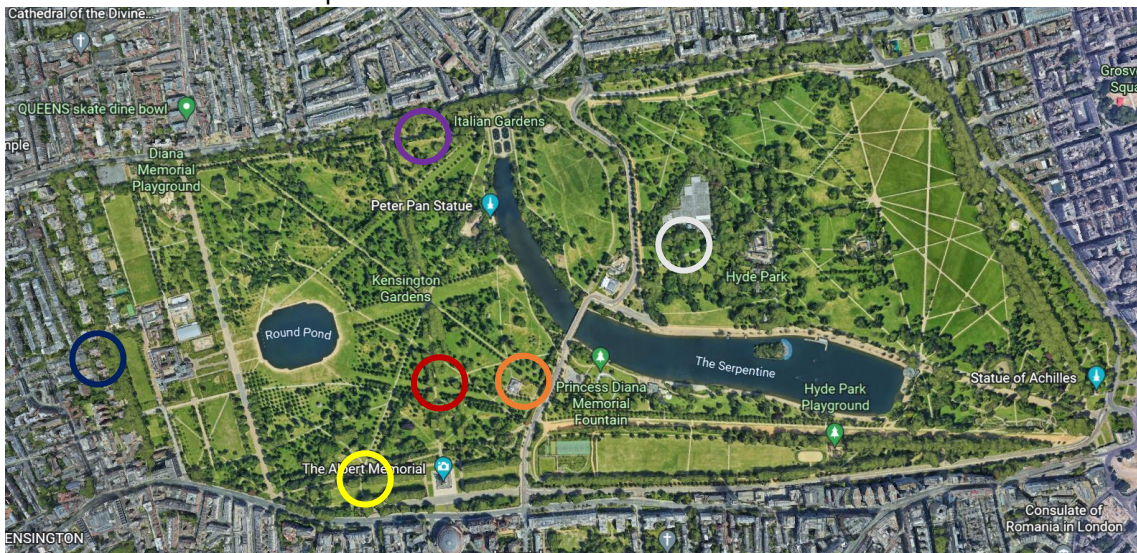 Cathedral of the Divine...
Grosv
Squa
QUEENS skate dine bowl
Italian Gardens
mple
Diana
Memorial
Playground
Peter Pan Statue
Kensington
Gardens
Hyde Park
Round Pond
The Serpentine
Princess Diana
Memorial
Fountain
Hyde Park
Playground
Statue of Achilles
The Albert Memorial
ENSINGTON
Consulate of
Romania in London